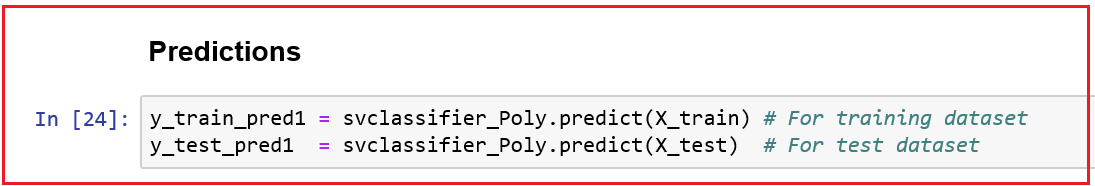 Predictions
In [24]: y_train_pred1 = svclassifier_Poly.predict(X_train) # For training dataset
y_test_pred1  = svclassifier_Poly.predict(X_test)  # For test dataset